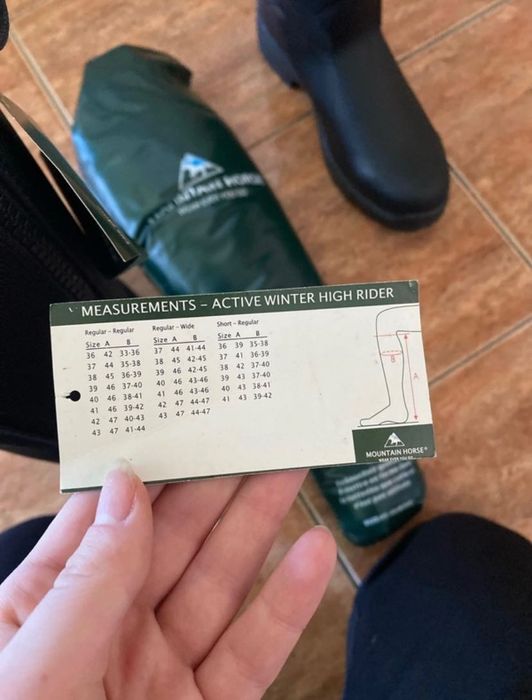 MOUNTAIN HORSE
MEASUREMENTS – ACTIVE WINTER HIGH RIDER
Regular – Regular
Size A B
36 42 33-36
37 44 35-38
38 45 36-39
39 46 37-40
40 46 38-41
41 46 39-42
42 47 40-43
43 47 41-44
Regular – Wide
Size A B
37 44 41-44
38 45 42-45
39 46 42-45
40 46 43-46
41 46 43-46
42 47 44-47
43 47 44-47
Short – Regular
Size A B
36 39 35-38
37 41 36-39
38 42 37-40
39 43 37-40
40 43 38-41
41 43 39-42
B
A
MOUNTAIN HORSE®